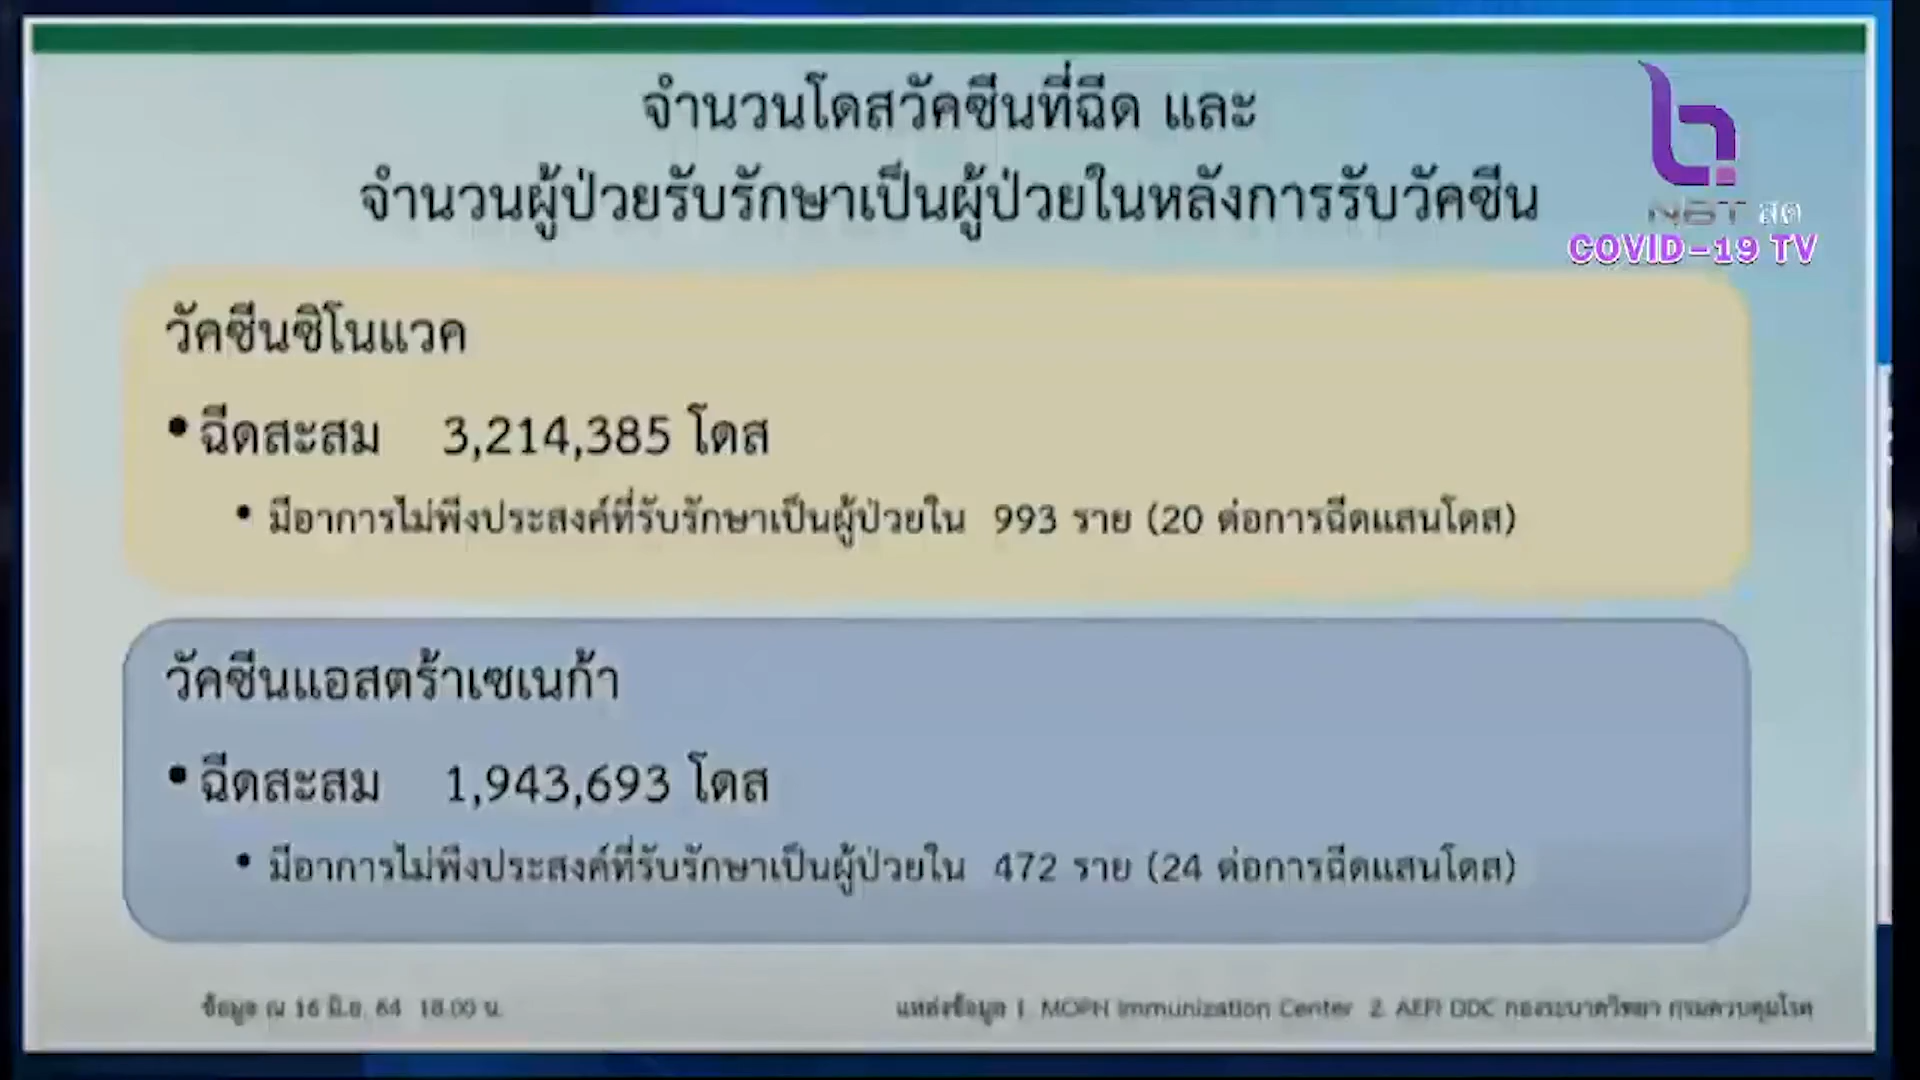 จำนวนโดสวัคซีนที่ฉีด และ
จำนวนผู้ป่วยรับรักษาเป็นผู้ป่วยในหลังการรับวัคซีน
NBT สด
COVID-19 TV
วัคซีนซิโนแวค
• ฉีดสะสม 3,214,385 โดส
• มีอาการไม่พึงประสงค์ที่รับรักษาเป็นผู้ป่วยใน 993 ราย (20 ต่อการฉีดแสนโดส)
วัคซีนแอสตร้าเซเนก้า
• ฉีดสะสม 1,943,693 โดส
• มีอาการไม่พึงประสงค์ที่รับรักษาเป็นผู้ป่วยใน 472 ราย (24 ต่อการฉีดแสนโดส)
ข้อมูล ณ 16 มิ.ย. 64 18.00 น.
แหล่งข้อมูล 1. MOPH Immunization Center 2. AEFI DDC กองระบาดวิทยา กรมควบคุมโรค